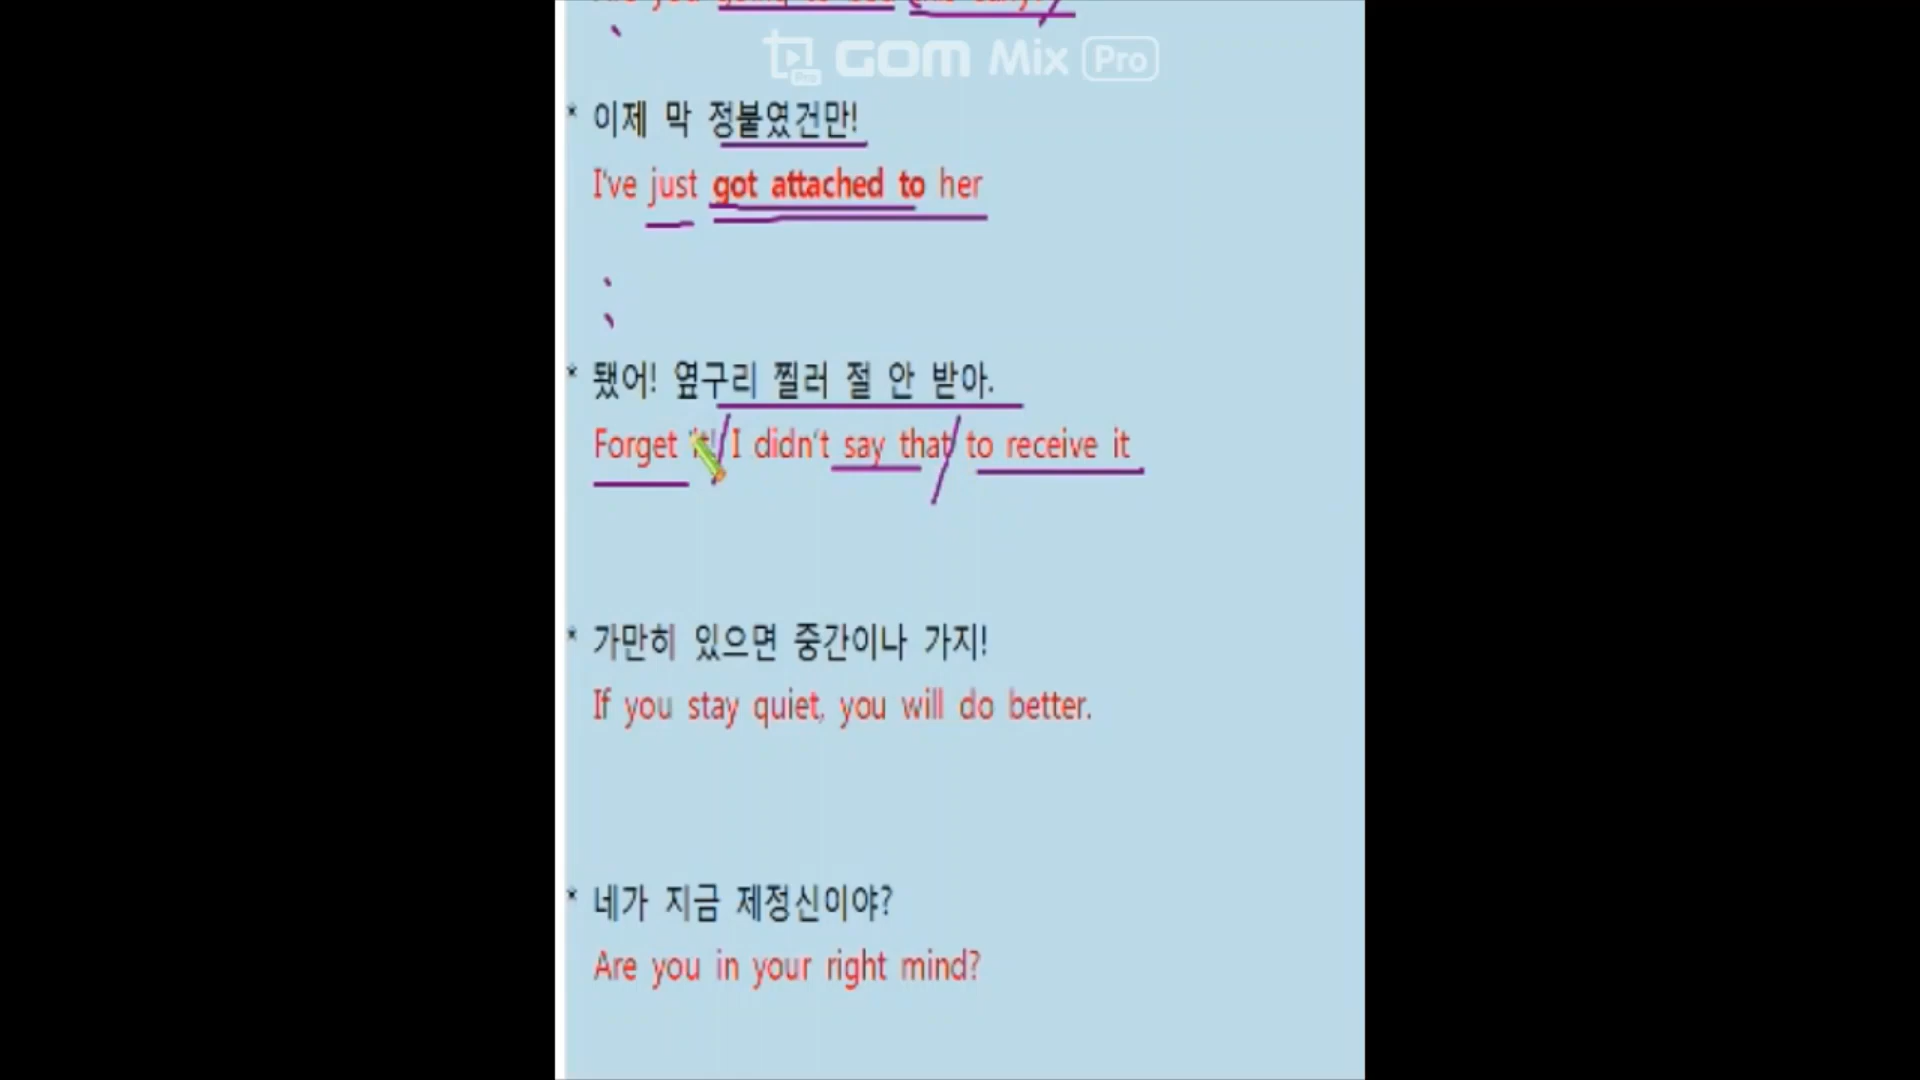 GOM Mix Pro
* 이제 막 정붙였건만!
I've just got attached to her
* 됐어! 옆구리 찔러 절 안 받아.
Forget it! I didn't say that to receive it
* 가만히 있으면 중간이나 가지!
If you stay quiet, you will do better.
* 네가 지금 제정신이야?
Are you in your right mind?